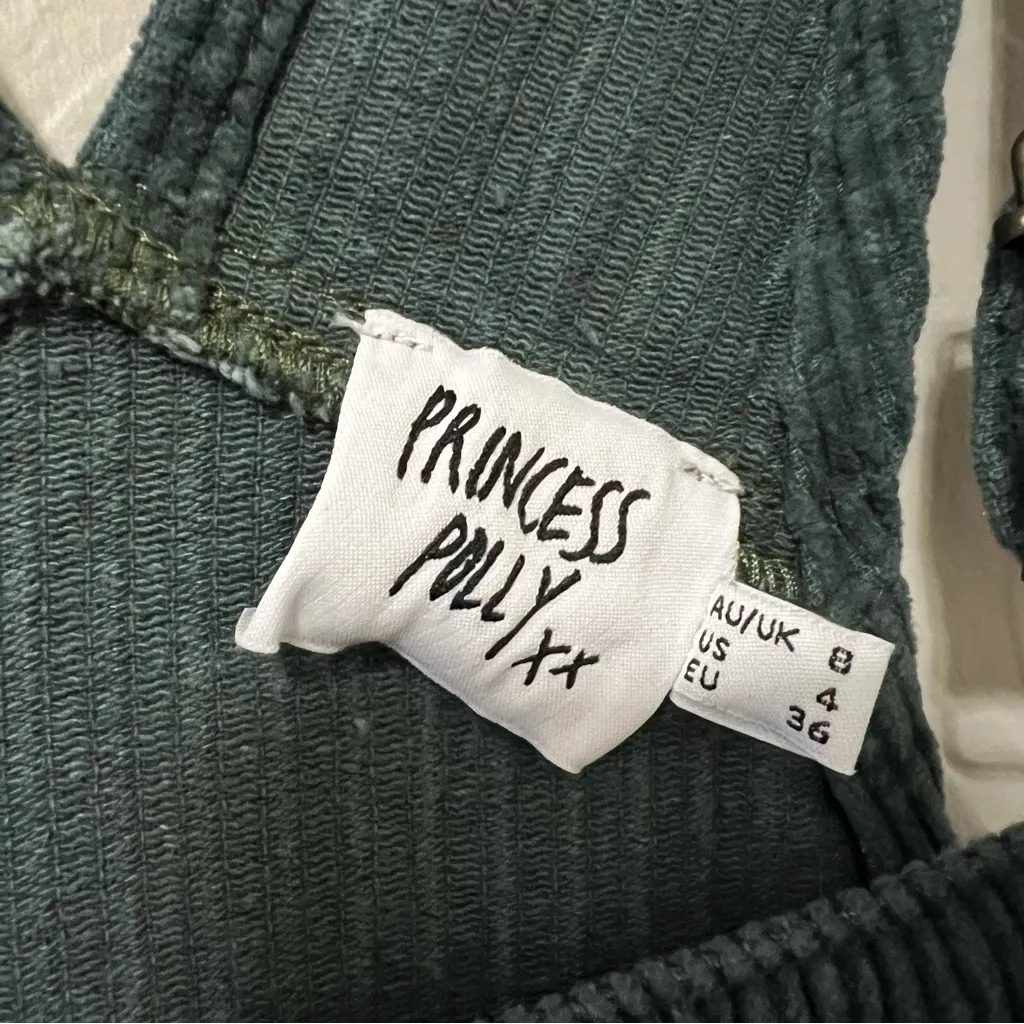 PRINCESS
POLLY xx
AU/UK 8
US 4
EU 36